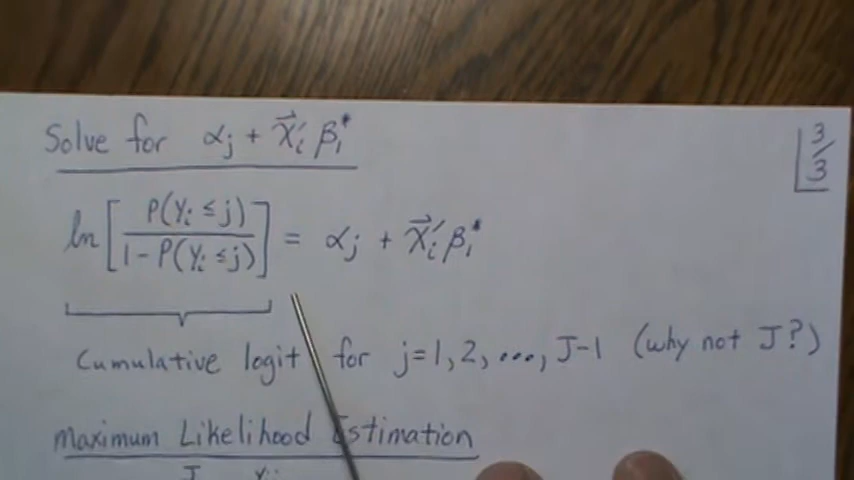 Solve for αⱼ + x⃗ᵢ′ β₁*
3/3
ln[P(Yᵢ ≤ j) / 1 - P(Yᵢ ≤ j)] = αⱼ + x⃗ᵢ′ β₁*
Cumulative logit for j=1, 2, ..., J-1 (why not J?)
Maximum Likelihood Estimation